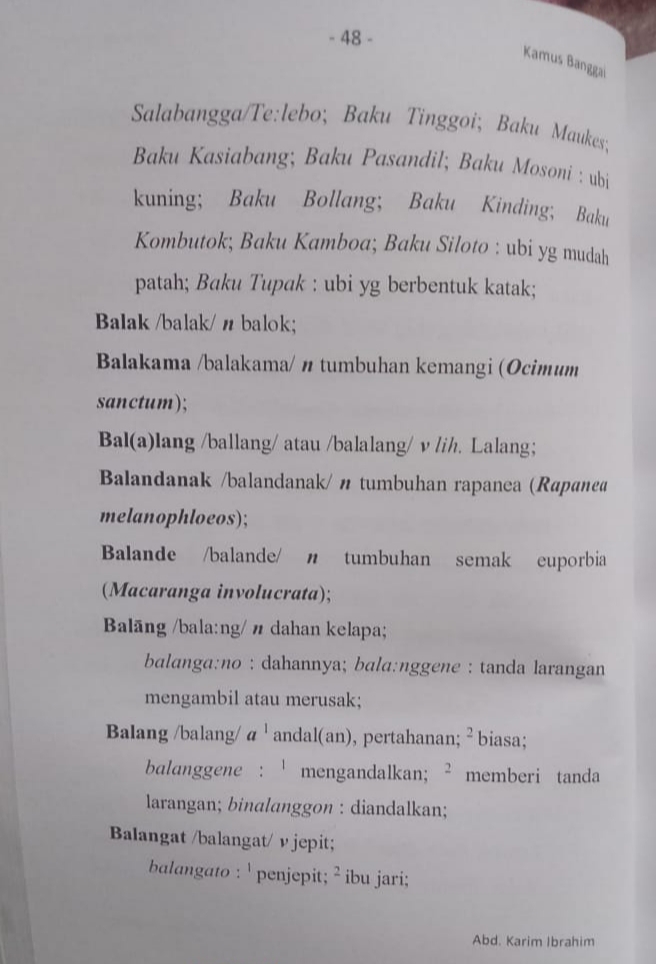 - 48 -
Kamus Banggai
Salabangga/Te:lebo; Baku Tinggoi; Baku Maukes;
Baku Kasiabang; Baku Pasandil; Baku Mosoni : ubi
kuning; Baku Bollang; Baku Kinding; Baku
Kombutok; Baku Kamboa; Baku Siloto : ubi yg mudah
patah; Baku Tupak : ubi yg berbentuk katak;
Balak /balak/ n balok;
Balakama /balakama/ n tumbuhan kemangi (Ocimum
sanctum);
Bal(a)lang /ballang/ atau /balalang/ v lih. Lalang;
Balandanak /balandanak/ n tumbuhan rapanea (Rapanea
melanophloeos);
Balande /balande/ n tumbuhan semak euporbia
(Macaranga involucrata);
Balāng /bala:ng/ n dahan kelapa;
balanga:no : dahannya; bala:nggene : tanda larangan
mengambil atau merusak;
Balang /balang/ a ¹ andal(an), pertahanan; ² biasa;
balanggene : ¹ mengandalkan; ² memberi tanda
larangan; binalanggon : diandalkan;
Balangat /balangat/ v jepit;
balangato : ¹ penjepit; ² ibu jari;
Abd. Karim Ibrahim